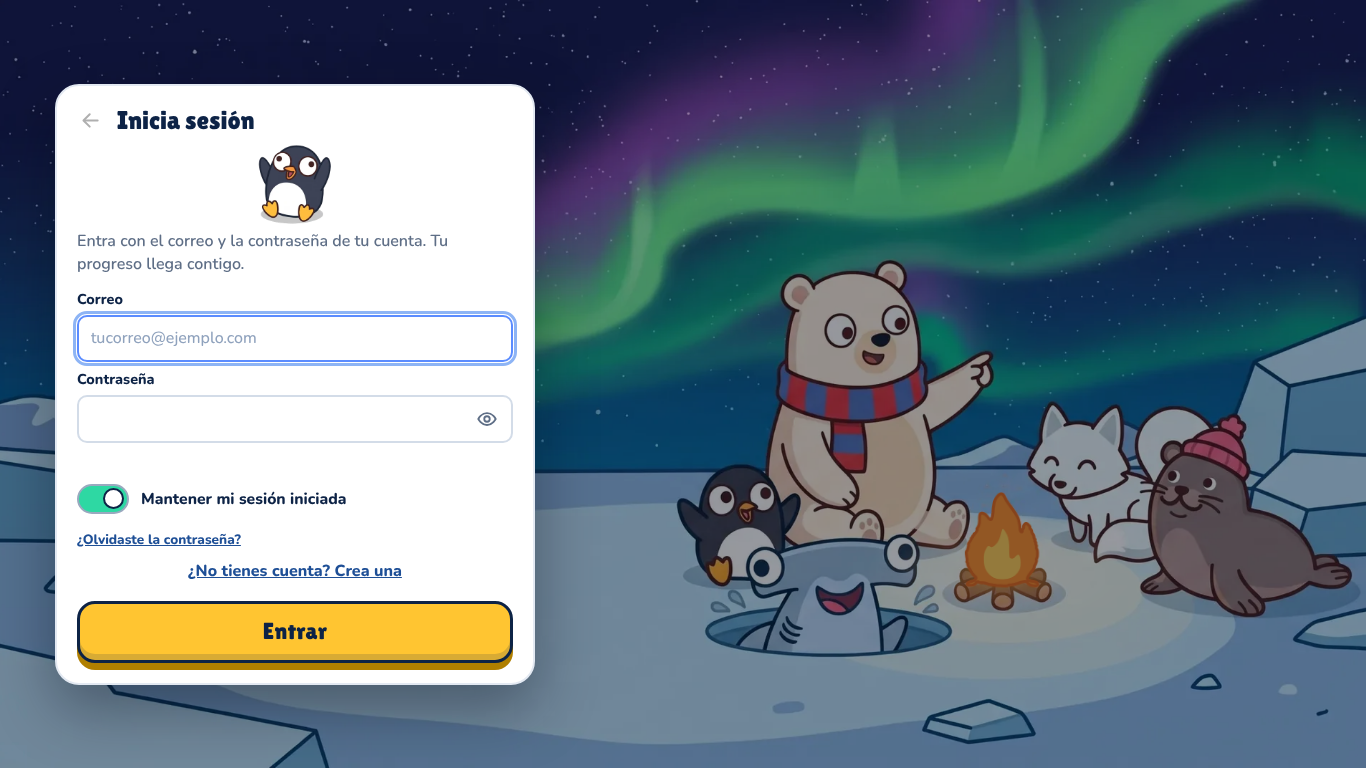 Inicia sesión
Entra con el correo y la contraseña de tu cuenta. Tu
progreso llega contigo.
Correo
tucorreo@ejemplo.com
Contraseña
Mantener mi sesión iniciada
¿Olvidaste la contraseña?
¿No tienes cuenta? Crea una
Entrar